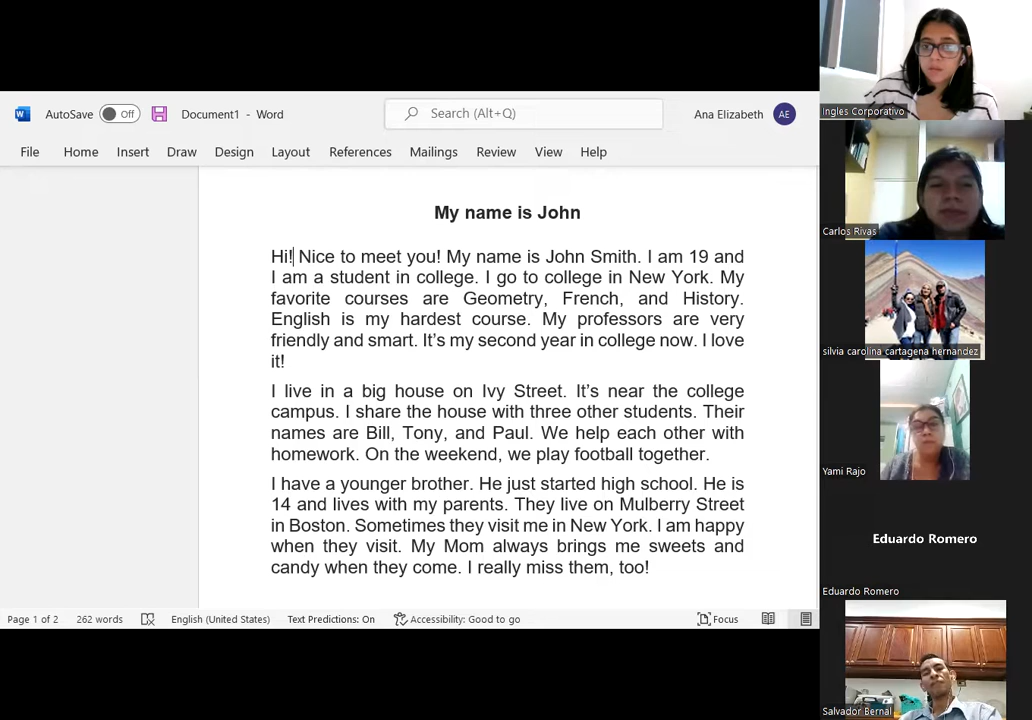 AutoSave Off Document1 - Word Search (Alt+Q) Ana Elizabeth AE
File Home Insert Draw Design Layout References Mailings Review View Help
My name is John
Hi! Nice to meet you! My name is John Smith. I am 19 and
I am a student in college. I go to college in New York. My
favorite courses are Geometry, French, and History.
English is my hardest course. My professors are very
friendly and smart. It’s my second year in college now. I love
it!
I live in a big house on Ivy Street. It’s near the college
campus. I share the house with three other students. Their
names are Bill, Tony, and Paul. We help each other with
homework. On the weekend, we play football together.
I have a younger brother. He just started high school. He is
14 and lives with my parents. They live on Mulberry Street
in Boston. Sometimes they visit me in New York. I am happy
when they visit. My Mom always brings me sweets and
candy when they come. I really miss them, too!
Page 1 of 2 262 words English (United States) Text Predictions: On Accessibility: Good to go Focus
Ingles Corporativo
Carlos Rivas
silvia carolina cartagena hernandez
Yami Rajo
Eduardo Romero
Eduardo Romero
Salvador Bernal